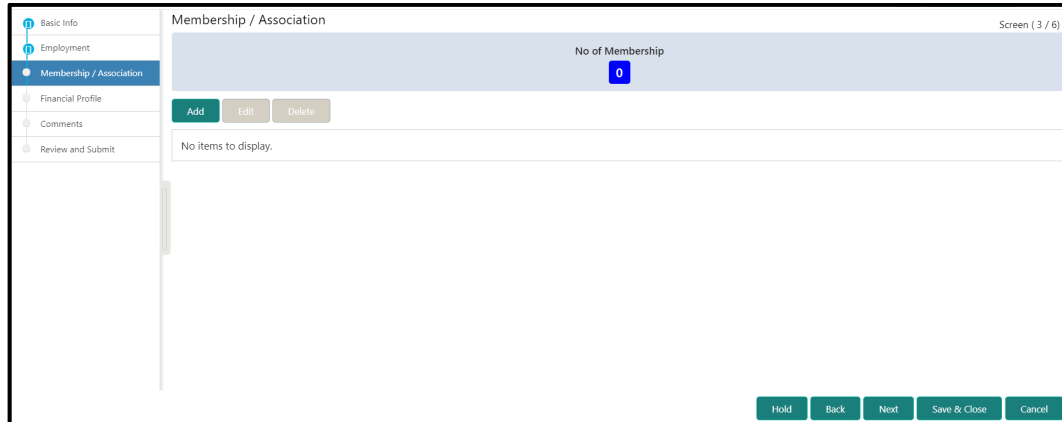 Basic Info
Employment
Membership / Association
Financial Profile
Comments
Review and Submit
Membership / Association
Screen ( 3 / 6)
No of Membership
0
Add Edit Delete
No items to display.
Hold Back Next Save & Close Cancel